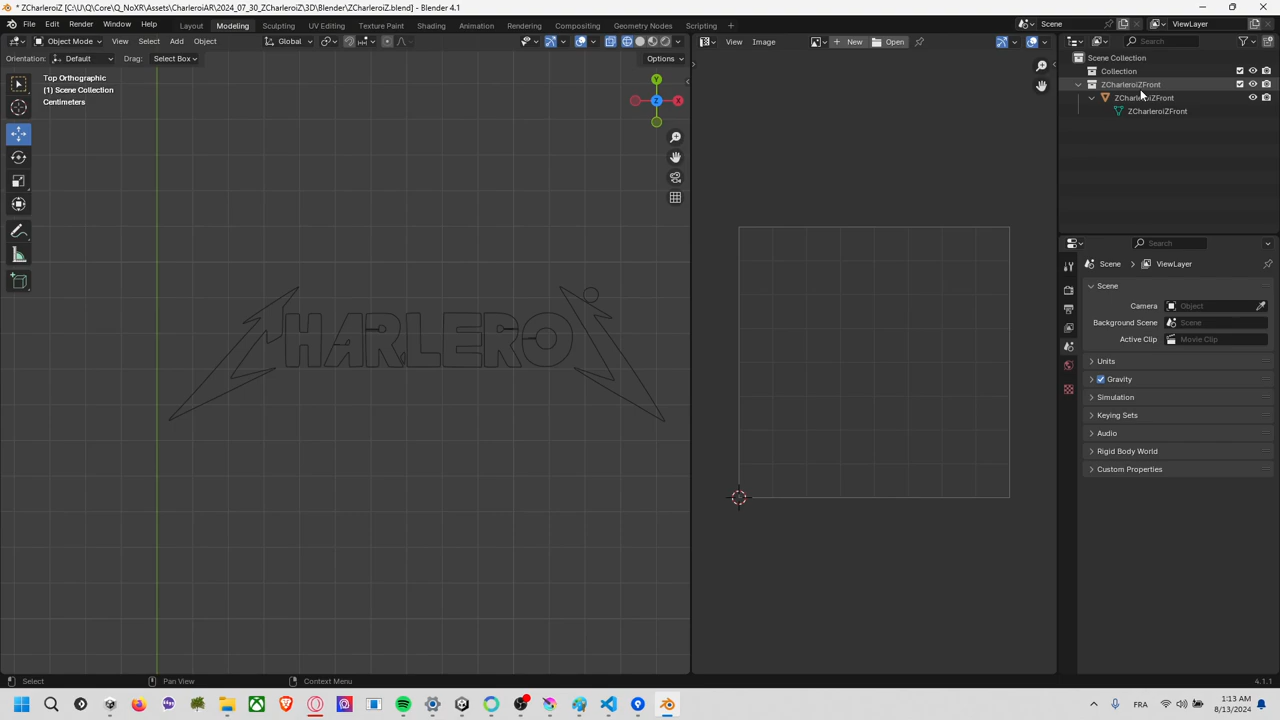 * ZCharleroiZ [C:\U\Q\Core\Q_NoXR\Assets\CharleroiAR\2024_07_30_ZCharleroiZ\3D\Blender\ZCharleroiZ.blend] - Blender 4.1
File Edit Render Window Help Layout Modeling Sculpting UV Editing Texture Paint Shading Animation Rendering Compositing Geometry Nodes Scripting + Scene ViewLayer
Object Mode View Select Add Object Global View Image New Open Search
Orientation: Default Drag: Select Box Options
Top Orthographic
(1) Scene Collection
Centimeters
Y
Z X
Scene Collection
Collection
ZCharleroiZFront
ZCharleroiZFront
ZCharleroiZFront
HARLERO
Search
Scene ViewLayer
Scene
Camera Object
Background Scene Scene
Active Clip Movie Clip
Units
Gravity
Simulation
Keying Sets
Audio
Rigid Body World
Custom Properties
Select Pan View Context Menu 4.1.1
FRA 1:13 AM
8/13/2024